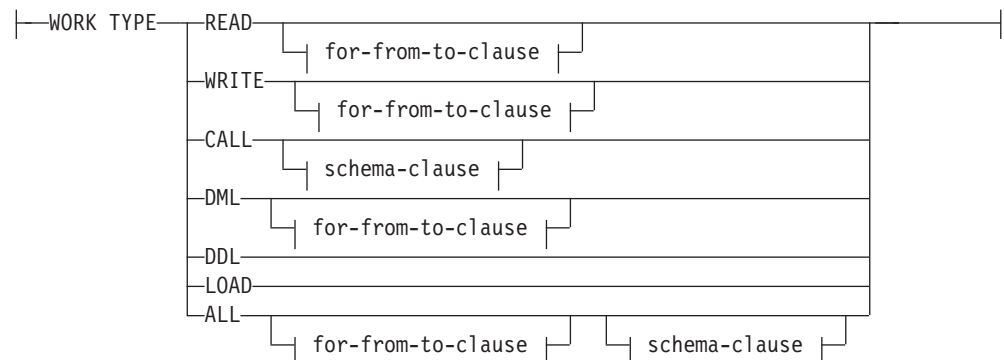 WORK TYPE READ
for-from-to-clause
WRITE
for-from-to-clause
CALL
schema-clause
DML
for-from-to-clause
DDL
LOAD
ALL
for-from-to-clause schema-clause